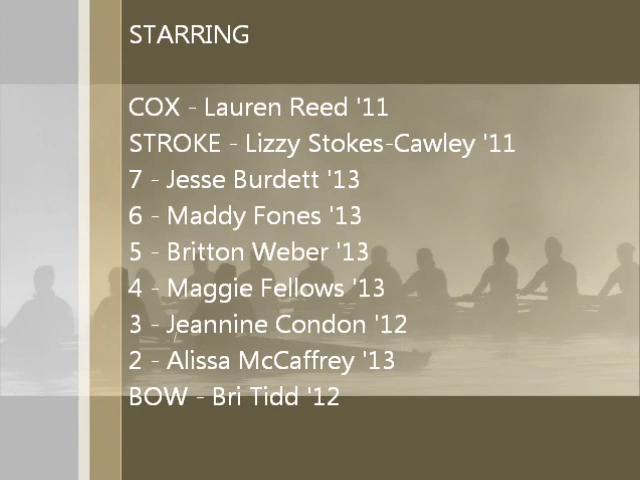 STARRING
COX - Lauren Reed '11
STROKE - Lizzy Stokes-Cawley '11
7 - Jesse Burdett '13
6 - Maddy Fones '13
5 - Britton Weber '13
4 - Maggie Fellows '13
3 - Jeannine Condon '12
2 - Alissa McCaffrey '13
BOW - Bri Tidd '12